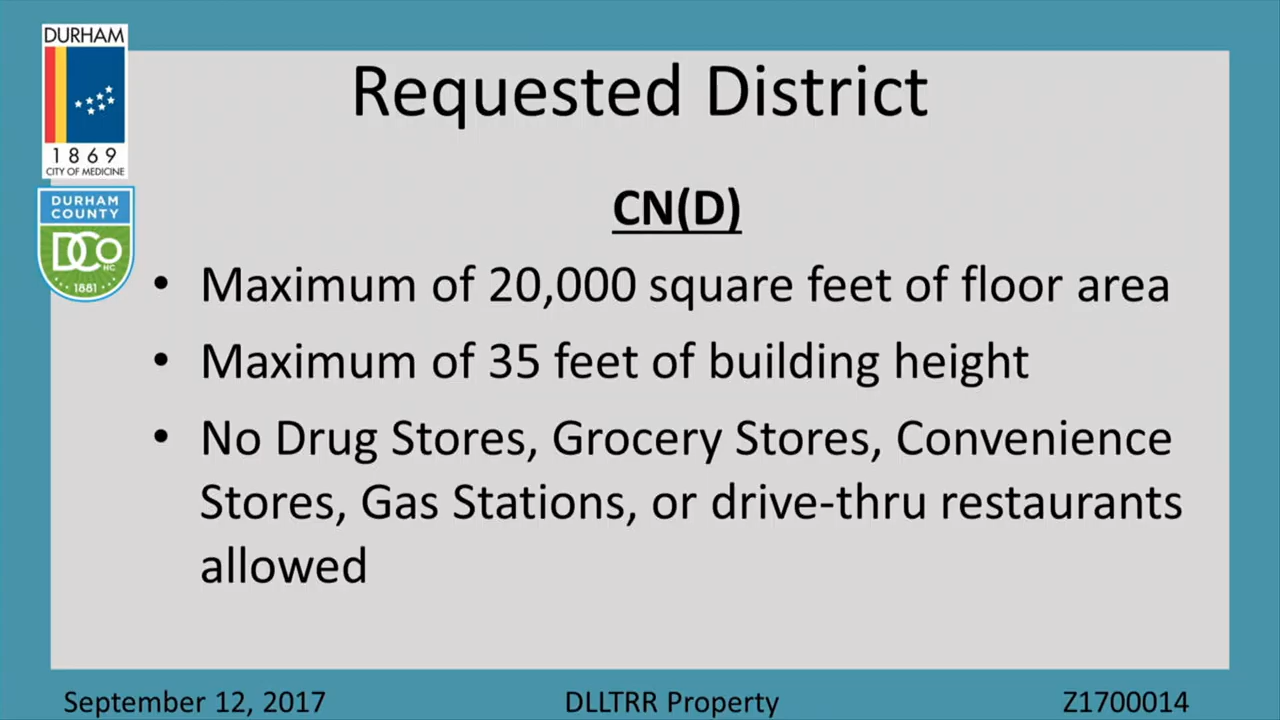 DURHAM
1869
CITY OF MEDICINE
DURHAM
COUNTY
DCo
NC
1881
Requested District
CN(D)
• Maximum of 20,000 square feet of floor area
• Maximum of 35 feet of building height
• No Drug Stores, Grocery Stores, Convenience
Stores, Gas Stations, or drive-thru restaurants
allowed
September 12, 2017
DLLTRR Property
Z1700014